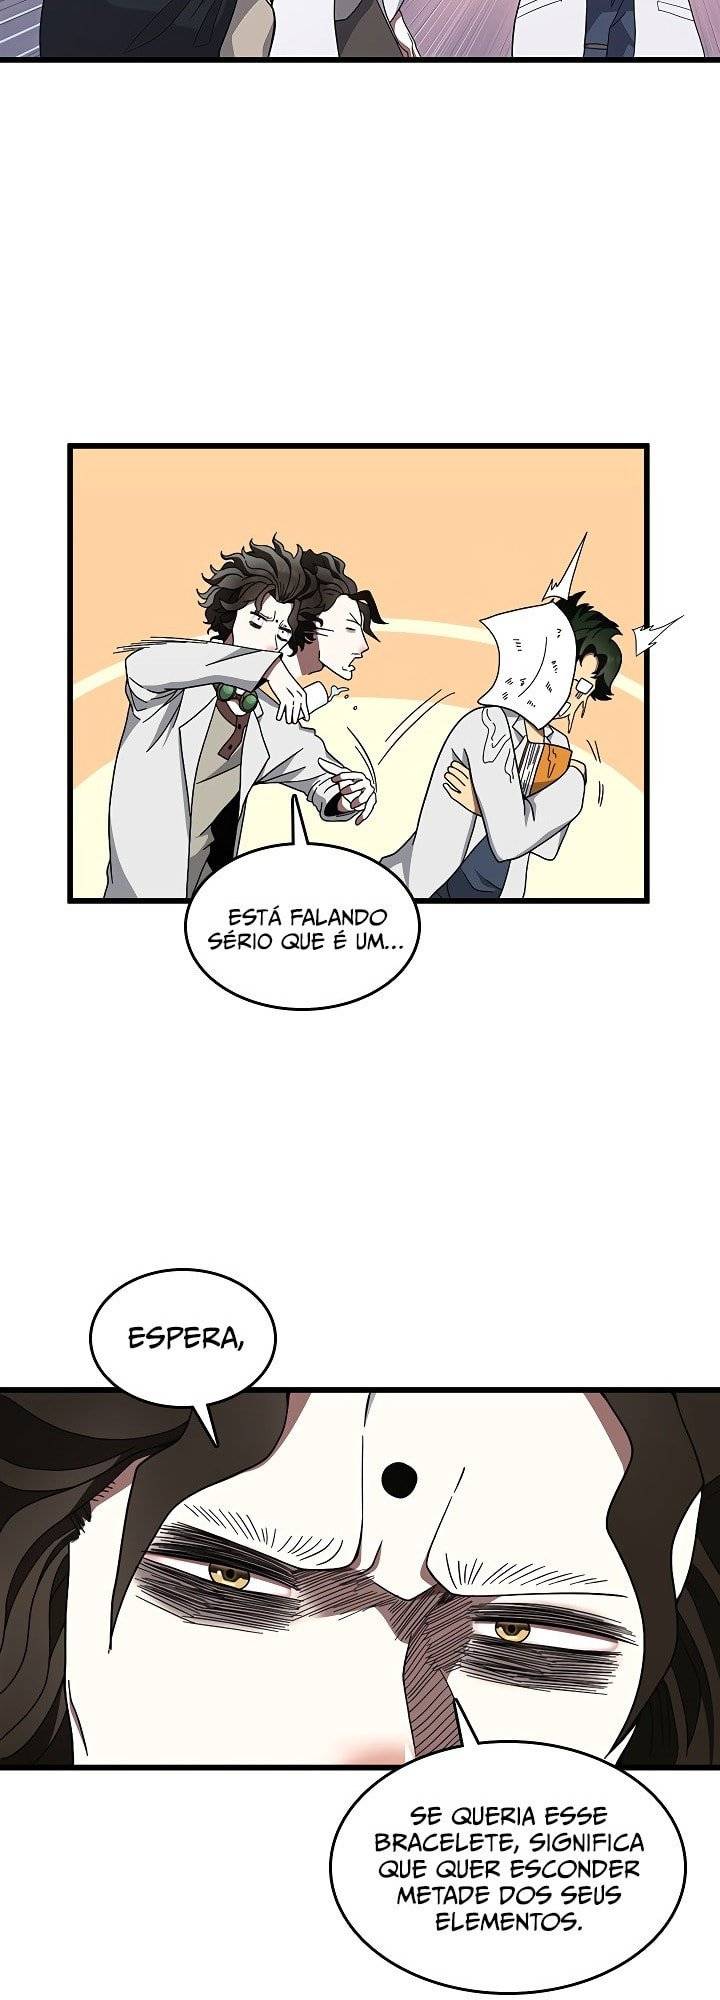 ESTÁ FALANDO
SÉRIO QUE É UM...
ESPERA,
SE QUERIA ESSE
BRACELETE, SIGNIFICA
QUE QUER ESCONDER
METADE DOS SEUS
ELEMENTOS.